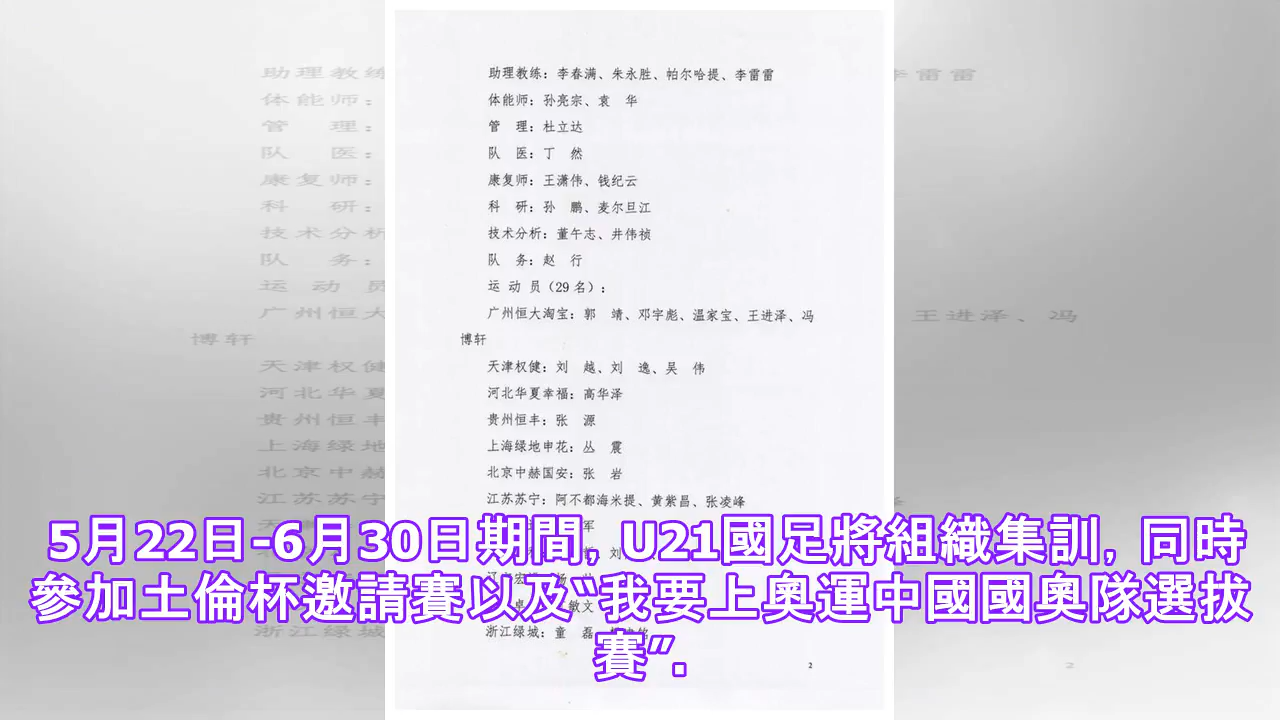 助理教练：李春满、朱永胜、帕尔哈提、李雷雷
体能师：孙亮宗、袁 华
管 理：杜立达
队 医：丁 然
康复师：王潇伟、钱纪云
科 研：孙 鹏、麦尔旦江
技术分析：董午志、井伟祯
队 务：赵 行
运 动 员（29 名）：
广州恒大淘宝：郭 靖、邓宇彪、温家宝、王进泽、冯
博轩
天津权健：刘 越、刘 逸、吴 伟
河北华夏幸福：高华泽
贵州恒丰：张 源
上海绿地申花：丛 震
北京中赫国安：张 岩
江苏苏宁：阿不都海米提、黄紫昌、张凌峰
5月22日-6月30日期間, U21國足將組織集訓, 同時
參加土倫杯邀請賽以及“我要上奧運中國國奧隊選拔
賽”.
浙江绿城：童 磊
2